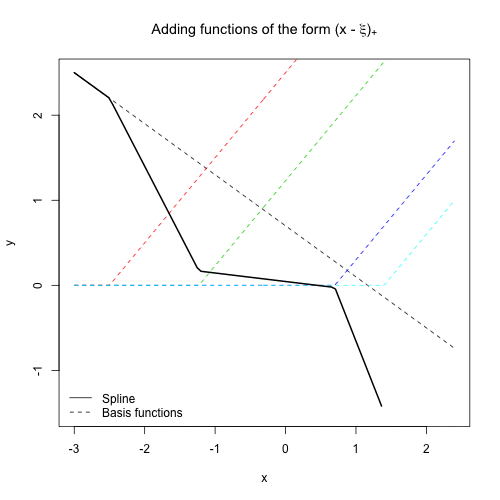 Adding functions of the form (x - ξ)₊
y
2
1
0
-1
Spline
Basis functions
-3 -2 -1 0 1 2
x